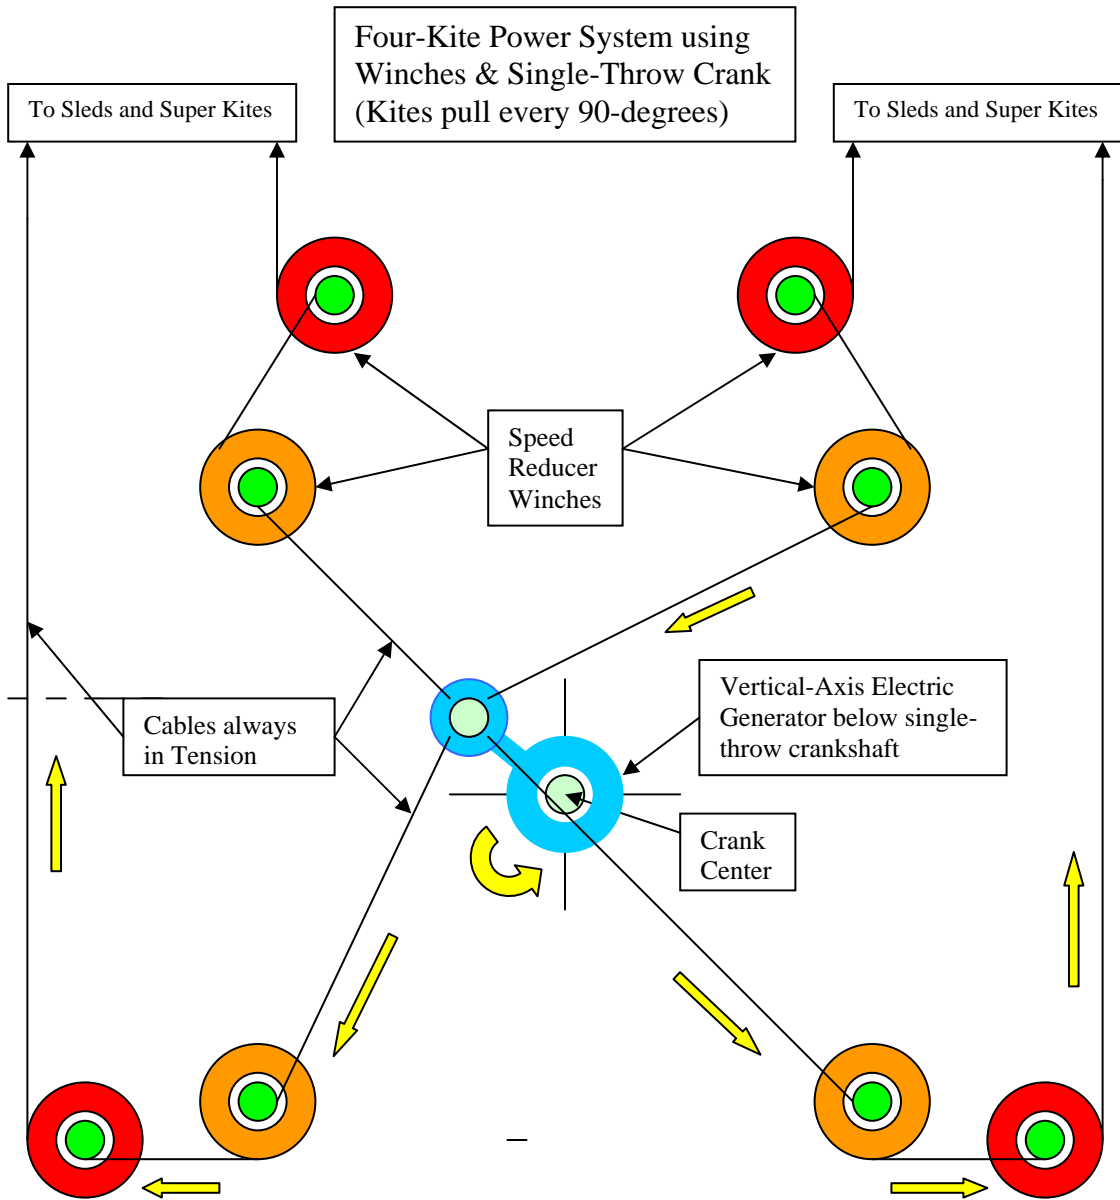 Four-Kite Power System using
Winches & Single-Throw Crank
(Kites pull every 90-degrees)
To Sleds and Super Kites
To Sleds and Super Kites
Speed
Reducer
Winches
Vertical-Axis Electric
Generator below single-
throw crankshaft
Cables always
in Tension
Crank
Center